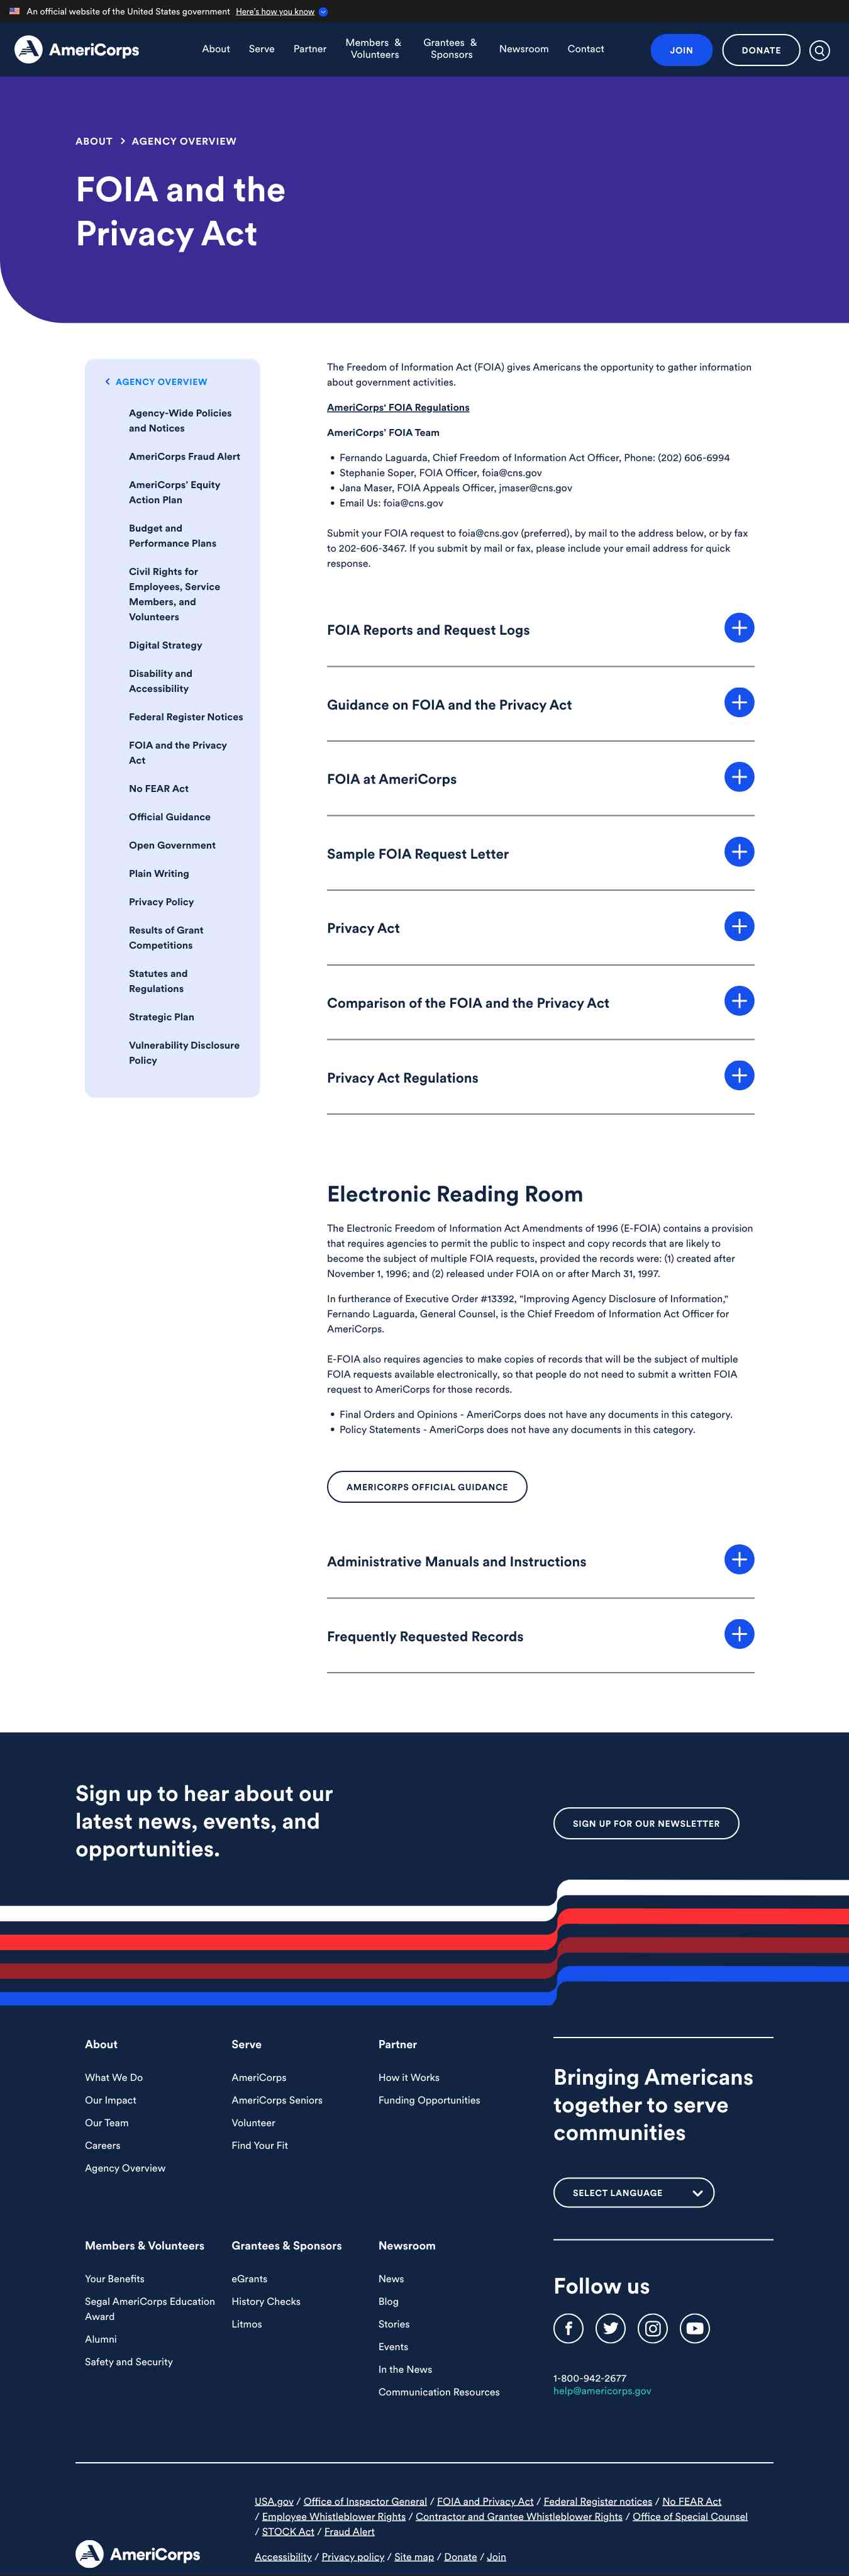 An official website of the United States government Here's how you know
AmeriCorps
About
Serve
Partner
Members &
Volunteers
Grantees &
Sponsors
Newsroom
Contact
JOIN
DONATE
ABOUT > AGENCY OVERVIEW
FOIA and the
Privacy Act
AGENCY OVERVIEW
Agency-Wide Policies
and Notices
AmeriCorps Fraud Alert
AmeriCorps' Equity
Action Plan
Budget and
Performance Plans
Civil Rights for
Employees, Service
Members, and
Volunteers
Digital Strategy
Disability and
Accessibility
Federal Register Notices
FOIA and the Privacy
Act
No FEAR Act
Official Guidance
Open Government
Plain Writing
Privacy Policy
Results of Grant
Competitions
Statutes and
Regulations
Strategic Plan
Vulnerability Disclosure
Policy
The Freedom of Information Act (FOIA) gives Americans the opportunity to gather information
about government activities.
AmeriCorps' FOIA Regulations
AmeriCorps' FOIA Team
• Fernando Laguarda, Chief Freedom of Information Act Officer, Phone: (202) 606-6994
• Stephanie Soper, FOIA Officer, foia@cns.gov
• Jana Maser, FOIA Appeals Officer, jmaser@cns.gov
• Email Us: foia@cns.gov
Submit your FOIA request to foia@cns.gov (preferred), by mail to the address below, or by fax
to 202-606-3467. If you submit by mail or fax, please include your email address for quick
response.
FOIA Reports and Request Logs
Guidance on FOIA and the Privacy Act
FOIA at AmeriCorps
Sample FOIA Request Letter
Privacy Act
Comparison of the FOIA and the Privacy Act
Privacy Act Regulations
Electronic Reading Room
The Electronic Freedom of Information Act Amendments of 1996 (E-FOIA) contains a provision
that requires agencies to permit the public to inspect and copy records that are likely to
become the subject of multiple FOIA requests, provided the records were: (1) created after
November 1, 1996; and (2) released under FOIA on or after March 31, 1997.
In furtherance of Executive Order #13392, "Improving Agency Disclosure of Information,"
Fernando Laguarda, General Counsel, is the Chief Freedom of Information Act Officer for
AmeriCorps.
E-FOIA also requires agencies to make copies of records that will be the subject of multiple
FOIA requests available electronically, so that people do not need to submit a written FOIA
request to AmeriCorps for those records.
• Final Orders and Opinions - AmeriCorps does not have any documents in this category.
• Policy Statements - AmeriCorps does not have any documents in this category.
AMERICORPS OFFICIAL GUIDANCE
Administrative Manuals and Instructions
Frequently Requested Records
Sign up to hear about our
latest news, events, and
opportunities.
SIGN UP FOR OUR NEWSLETTER
About
What We Do
Our Impact
Our Team
Careers
Agency Overview
Serve
AmeriCorps
AmeriCorps Seniors
Volunteer
Find Your Fit
Partner
How it Works
Funding Opportunities
Bringing Americans
together to serve
communities
SELECT LANGUAGE
Members & Volunteers
Your Benefits
Segal AmeriCorps Education
Award
Alumni
Safety and Security
Grantees & Sponsors
eGrants
History Checks
Litmos
Newsroom
News
Blog
Stories
Events
In the News
Communication Resources
Follow us
1-800-942-2677
help@americorps.gov
AmeriCorps
USA.gov / Office of Inspector General / FOIA and Privacy Act / Federal Register notices / No FEAR Act
/ Employee Whistleblower Rights / Contractor and Grantee Whistleblower Rights / Office of Special Counsel
/ STOCK Act / Fraud Alert
Accessibility / Privacy policy / Site map / Donate / Join